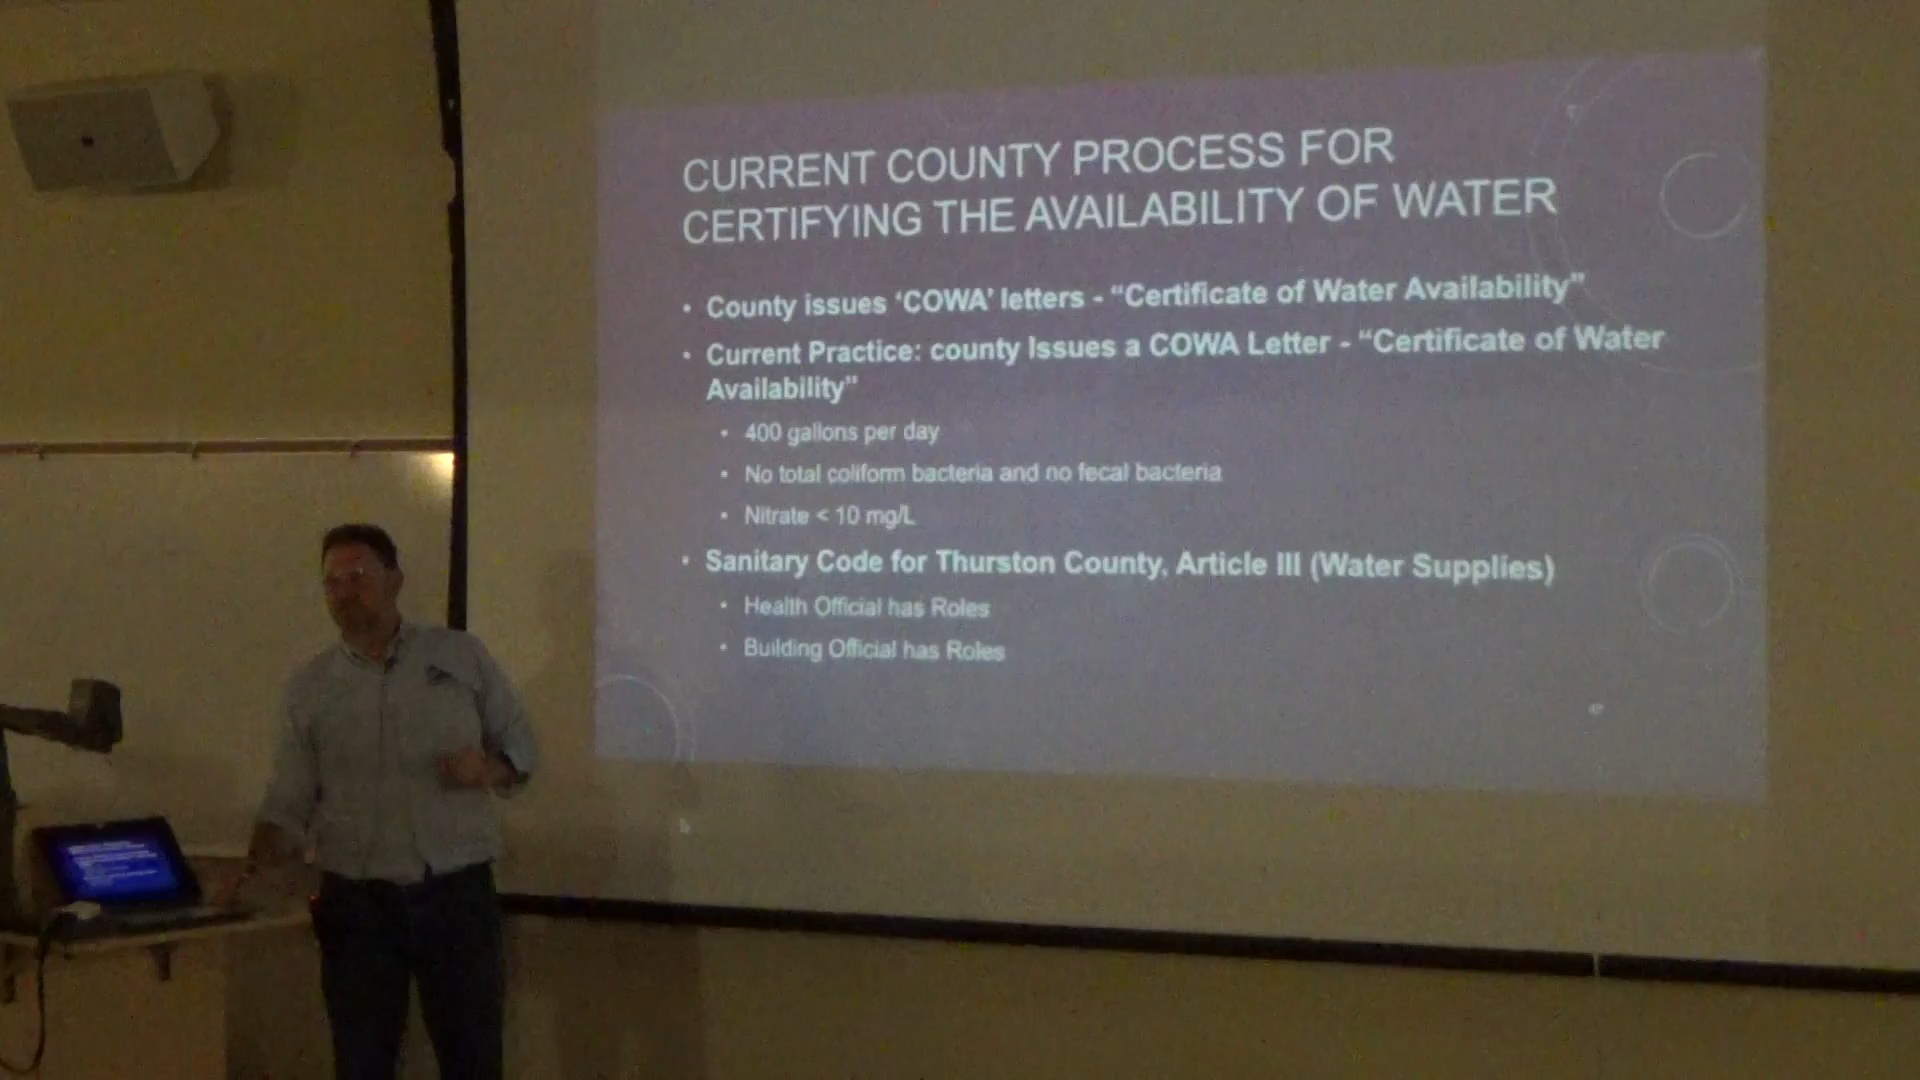 CURRENT COUNTY PROCESS FOR
CERTIFYING THE AVAILABILITY OF WATER
• County issues ‘COWA’ letters - “Certificate of Water Availability”
• Current Practice: county Issues a COWA Letter - “Certificate of Water
Availability”
• 400 gallons per day
• No total coliform bacteria and no fecal bacteria
• Nitrate < 10 mg/L
• Sanitary Code for Thurston County, Article III (Water Supplies)
• Health Official has Roles
• Building Official has Roles